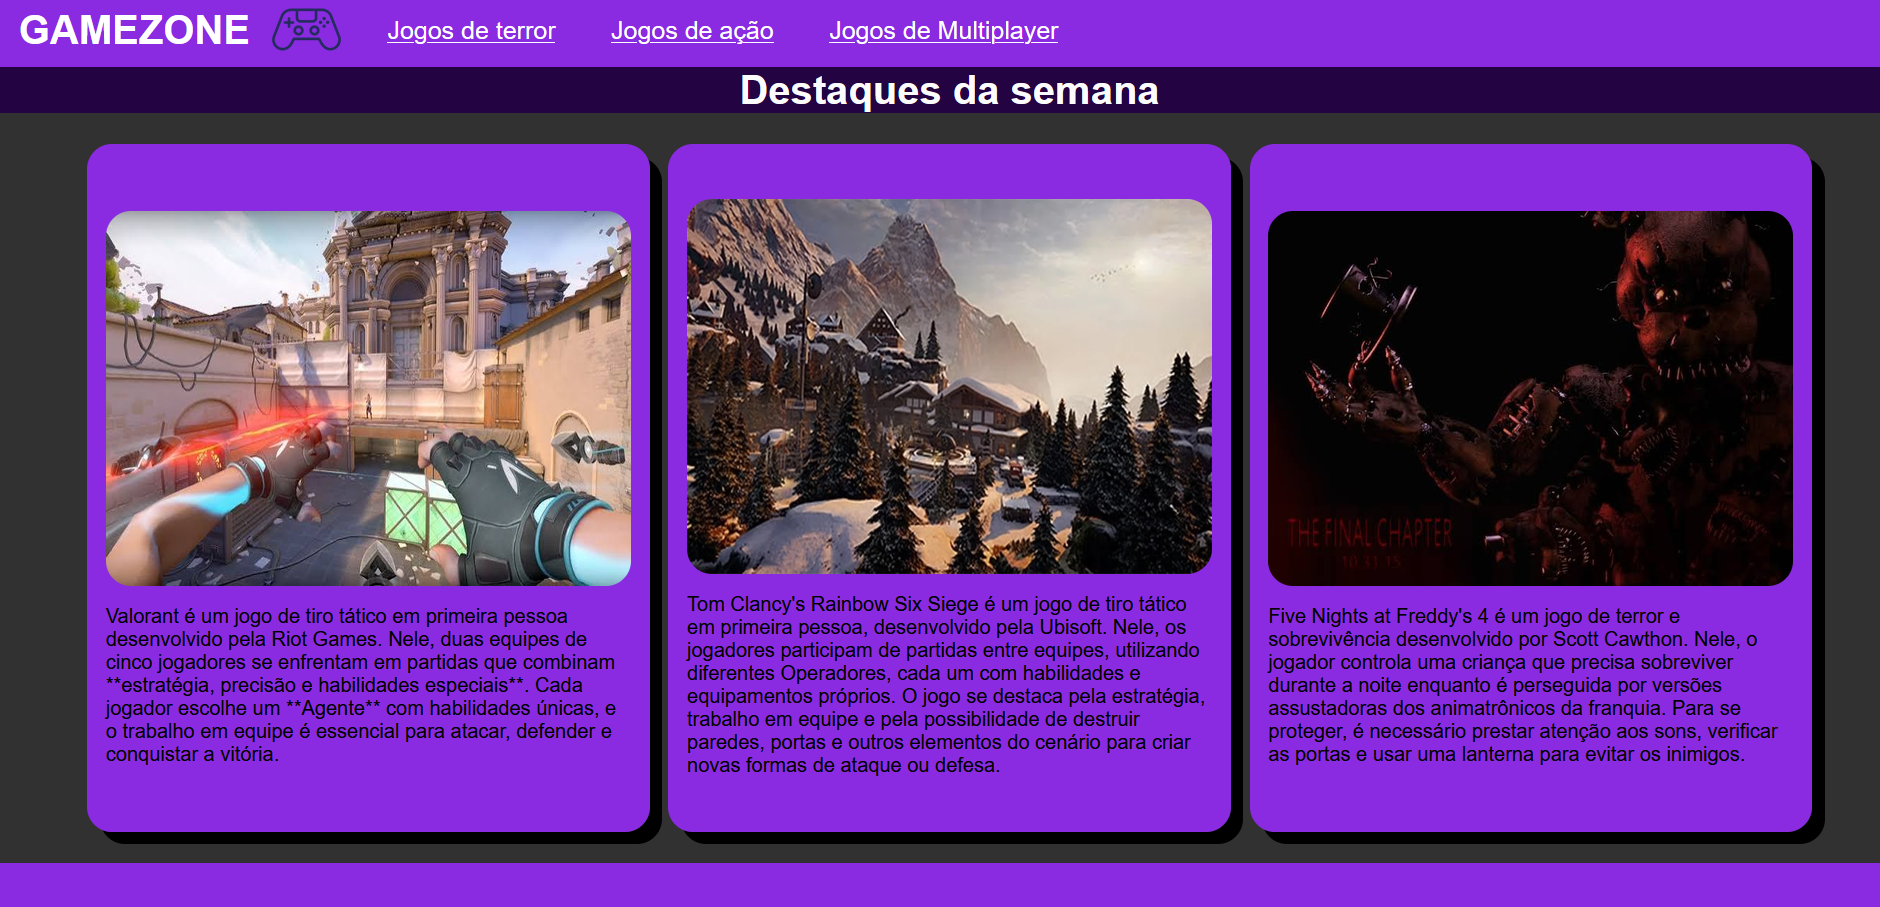 GAMEZONE
Jogos de terror
Jogos de ação
Jogos de Multiplayer
Destaques da semana
Valorant é um jogo de tiro tático em primeira pessoa
desenvolvido pela Riot Games. Nele, duas equipes de
cinco jogadores se enfrentam em partidas que combinam
**estratégia, precisão e habilidades especiais**. Cada
jogador escolhe um **Agente** com habilidades únicas, e
o trabalho em equipe é essencial para atacar, defender e
conquistar a vitória.
Tom Clancy's Rainbow Six Siege é um jogo de tiro tático
em primeira pessoa, desenvolvido pela Ubisoft. Nele, os
jogadores participam de partidas entre equipes, utilizando
diferentes Operadores, cada um com habilidades e
equipamentos próprios. O jogo se destaca pela estratégia,
trabalho em equipe e pela possibilidade de destruir
paredes, portas e outros elementos do cenário para criar
novas formas de ataque ou defesa.
THE FINAL CHAPTER
10.31.15
Five Nights at Freddy's 4 é um jogo de terror e
sobrevivência desenvolvido por Scott Cawthon. Nele, o
jogador controla uma criança que precisa sobreviver
durante a noite enquanto é perseguida por versões
assustadoras dos animatrônicos da franquia. Para se
proteger, é necessário prestar atenção aos sons, verificar
as portas e usar uma lanterna para evitar os inimigos.